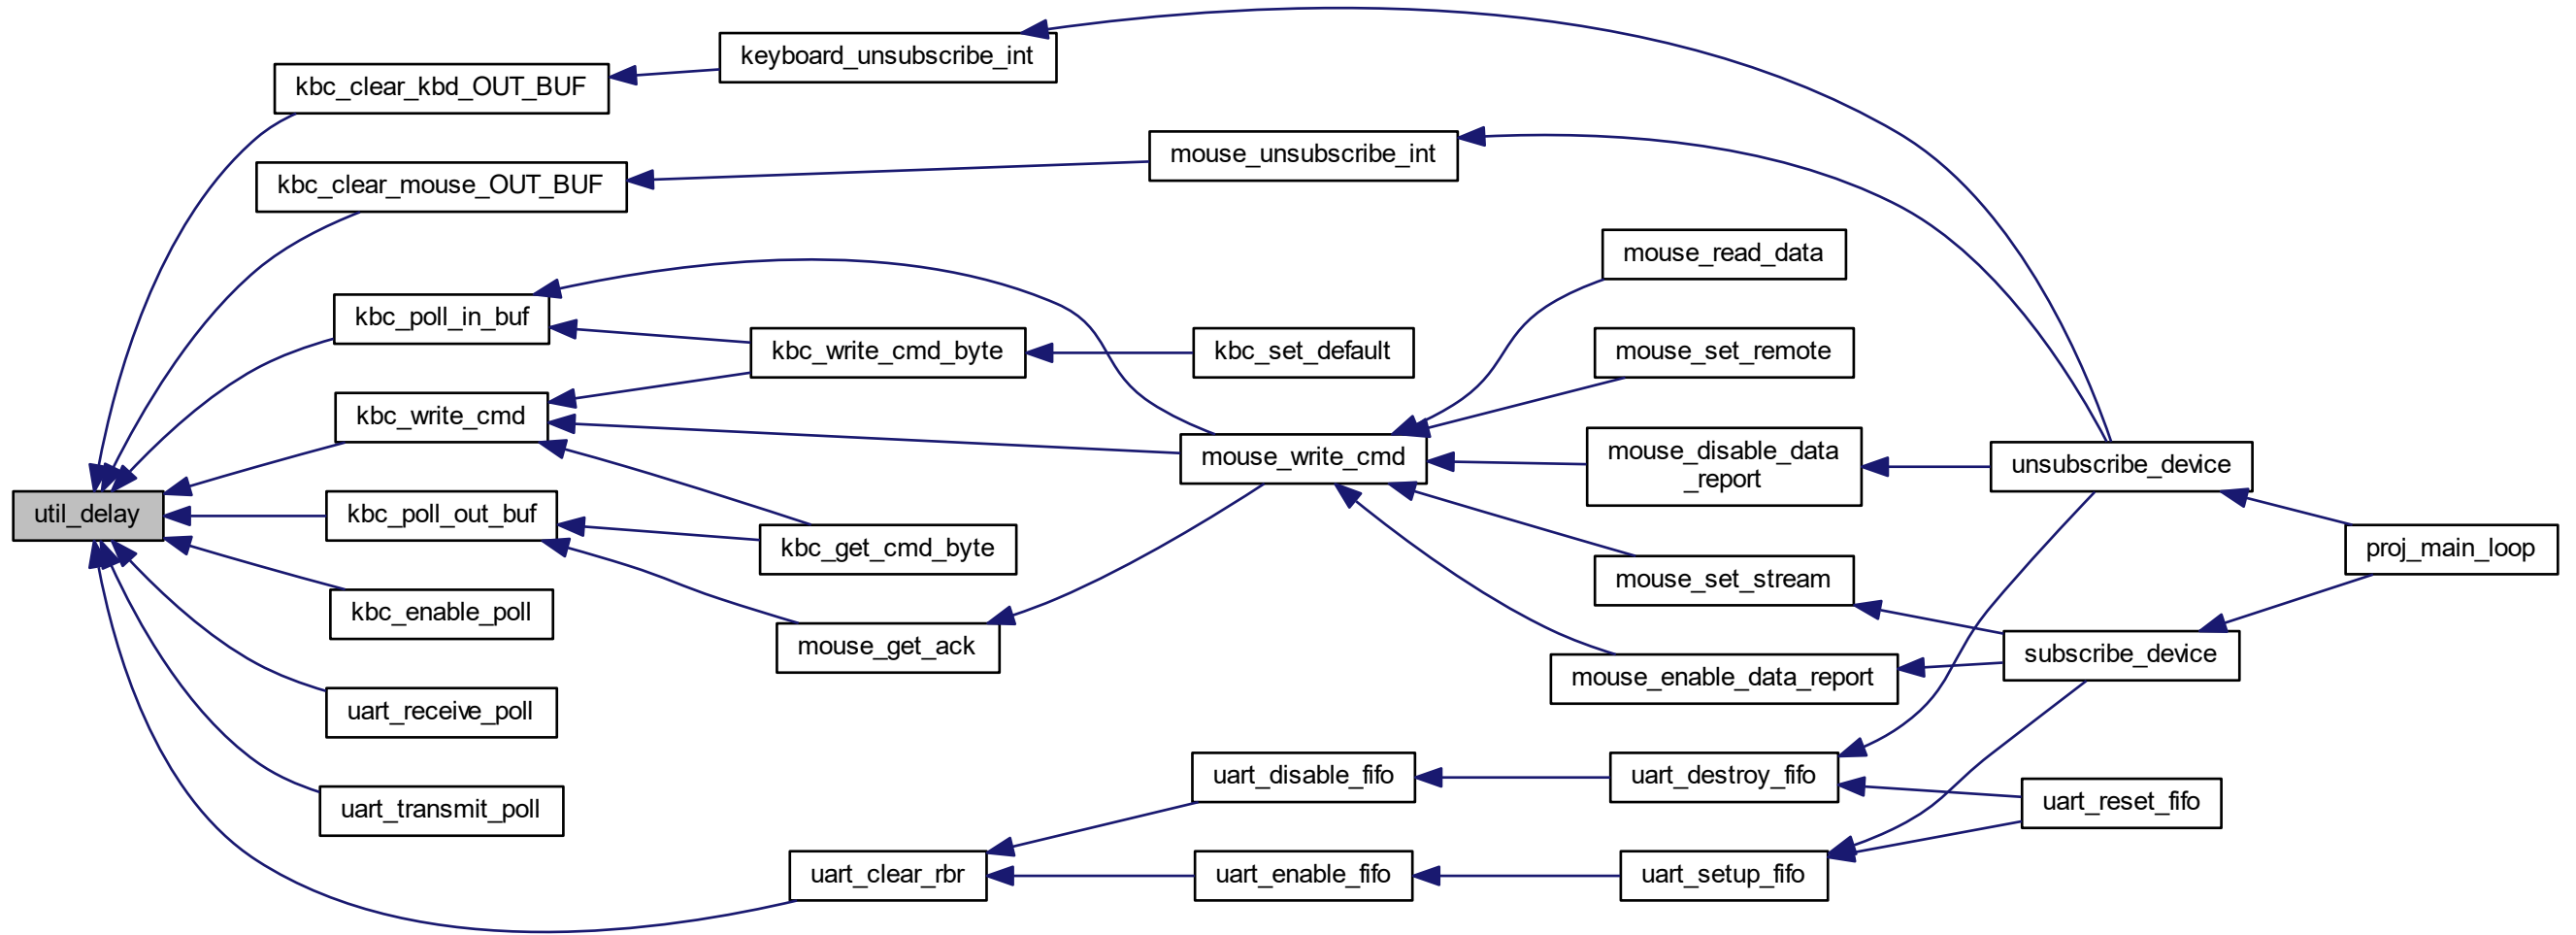 keyboard_unsubscribe_int
kbc_clear_kbd_OUT_BUF
mouse_unsubscribe_int
kbc_clear_mouse_OUT_BUF
mouse_read_data
kbc_poll_in_buf
kbc_write_cmd_byte
kbc_set_default
mouse_set_remote
kbc_write_cmd
mouse_write_cmd
mouse_disable_data
_report
unsubscribe_device
util_delay
kbc_poll_out_buf
kbc_get_cmd_byte
proj_main_loop
mouse_set_stream
kbc_enable_poll
mouse_get_ack
subscribe_device
mouse_enable_data_report
uart_receive_poll
uart_disable_fifo
uart_destroy_fifo
uart_transmit_poll
uart_reset_fifo
uart_clear_rbr
uart_enable_fifo
uart_setup_fifo